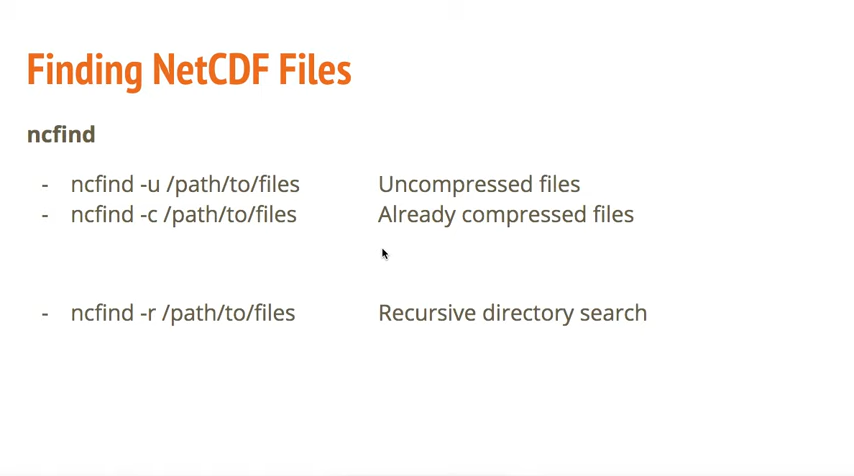 Finding NetCDF Files
ncfind
- ncfind -u /path/to/files Uncompressed files
- ncfind -c /path/to/files Already compressed files
- ncfind -r /path/to/files Recursive directory search